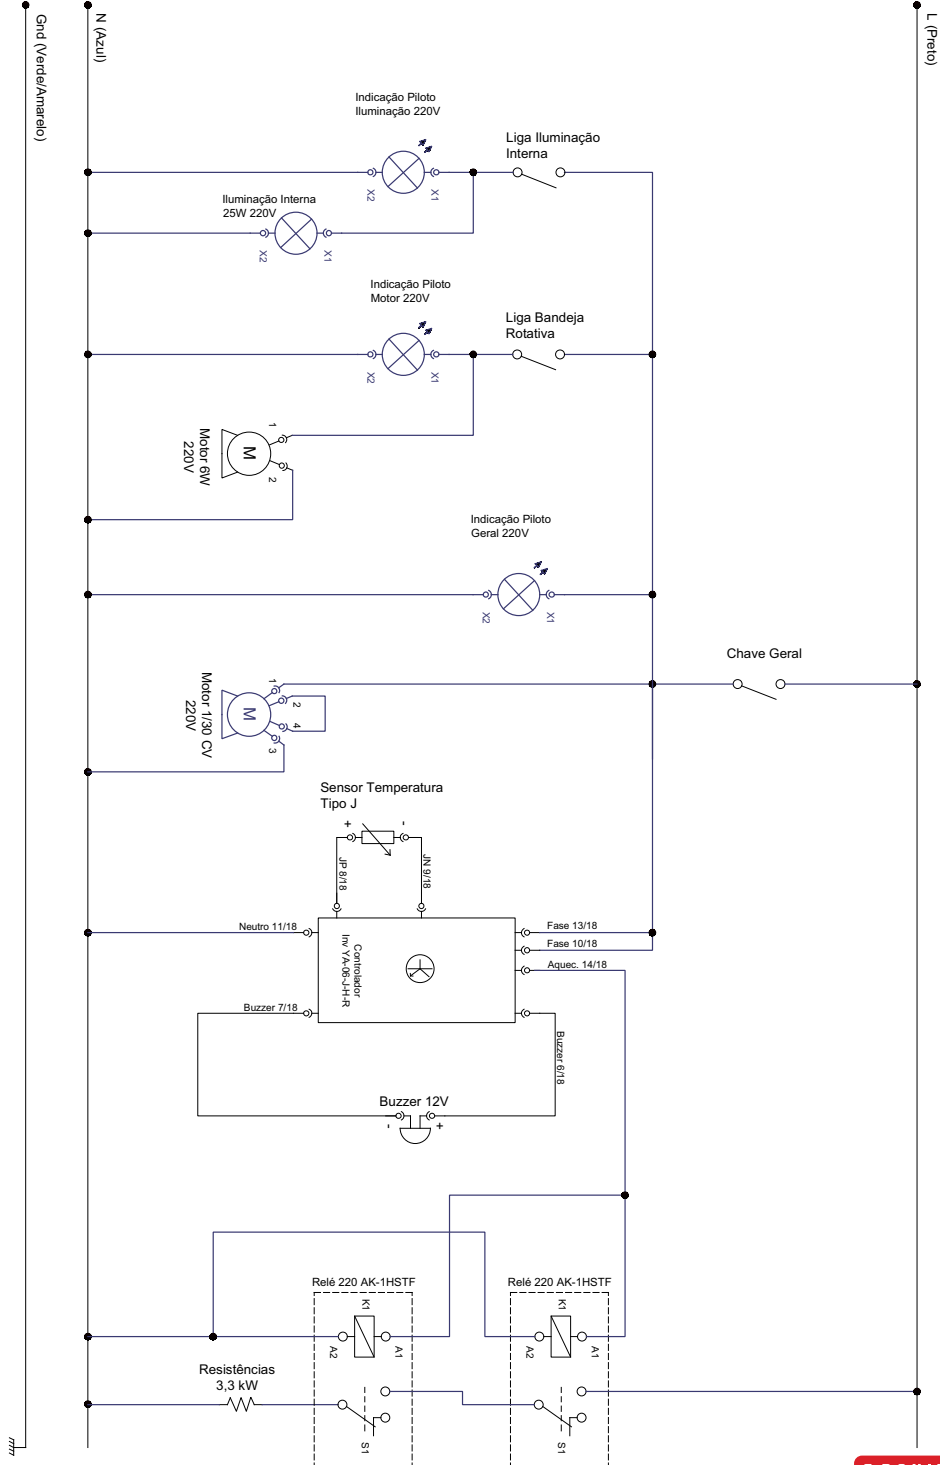 Gnd (Verde/Amarelo)
N (Azul)
L (Preto)
Indicação Piloto
Iluminação 220V
Liga Iluminação
Interna
X2
X1
Iluminação Interna
25W 220V
X2
X1
Indicação Piloto
Motor 220V
Liga Bandeja
Rotativa
X2
X1
1
M
2
Motor 6W
220V
Indicação Piloto
Geral 220V
X2
X1
Chave Geral
1
2
M
4
3
Motor 1/30 CV
220V
Sensor Temperatura
Tipo J
+
-
JP 8/18
JN 9/18
Neutro 11/18
Fase 13/18
Fase 10/18
Aquec. 14/18
Controlador
Inv YA-06-J-H-R
Buzzer 7/18
Buzzer 6/18
Buzzer 12V
-
+
Relé 220 AK-1HSTF
Relé 220 AK-1HSTF
K1
K1
A2
A1
A2
A1
Resistências
3,3 kW
S1
S1